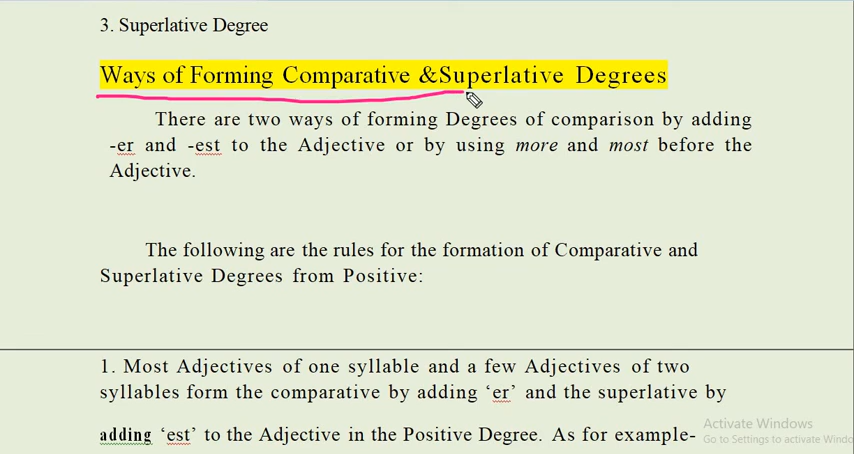 3. Superlative Degree
Ways of Forming Comparative &Superlative Degrees
There are two ways of forming Degrees of comparison by adding
-er and -est to the Adjective or by using more and most before the
Adjective.
The following are the rules for the formation of Comparative and
Superlative Degrees from Positive:
1. Most Adjectives of one syllable and a few Adjectives of two
syllables form the comparative by adding ‘er’ and the superlative by
adding ‘est’ to the Adjective in the Positive Degree. As for example-
Activate Windows
Go to Settings to activate Windo